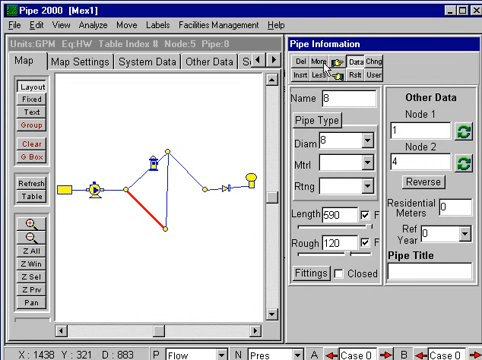 Pipe 2000 [Mex1]
File Edit View Analyze Move Labels Facilities Management Help
Units:GPM Eq:HW Table Index # Node:5 Pipe:8
Map Map Settings System Data Other Data
Layout
Fixed
Text
Group
Clear
G Box
Refresh
Table
Z All
Z Win
Z Sel
Z Prv
Pan
Pipe Information
Del More Data Chng
Insrt Less Rslt User
Name 8
Pipe Type
Diam 8
Mtrl
Rtng
Length 590 F
Rough 120 F
Fittings Closed
Other Data
Node 1
1
Node 2
4
Reverse
Residential Meters 0
Ref Year 0
Pipe Title
X : 1438 Y : 321 D : 883 P Flow N Pres A Case 0 B Case 0